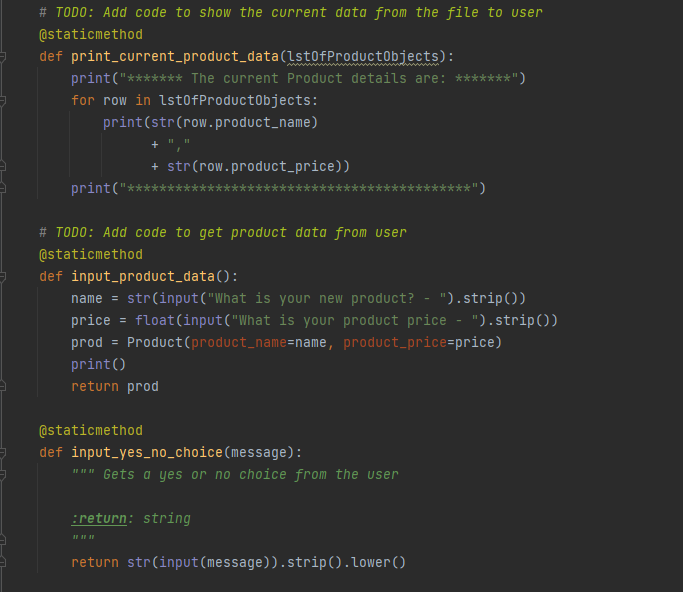 # TODO: Add code to show the current data from the file to user
@staticmethod
def print_current_product_data(lstOfProductObjects):
    print("******* The current Product details are: *******")
    for row in lstOfProductObjects:
        print(str(row.product_name)
              + ","
              + str(row.product_price))
    print("*******************************************")

# TODO: Add code to get product data from user
@staticmethod
def input_product_data():
    name = str(input("What is your new product? - ").strip())
    price = float(input("What is your product price - ").strip())
    prod = Product(product_name=name, product_price=price)
    print()
    return prod

@staticmethod
def input_yes_no_choice(message):
    """ Gets a yes or no choice from the user

    :return: string
    """
    return str(input(message)).strip().lower()